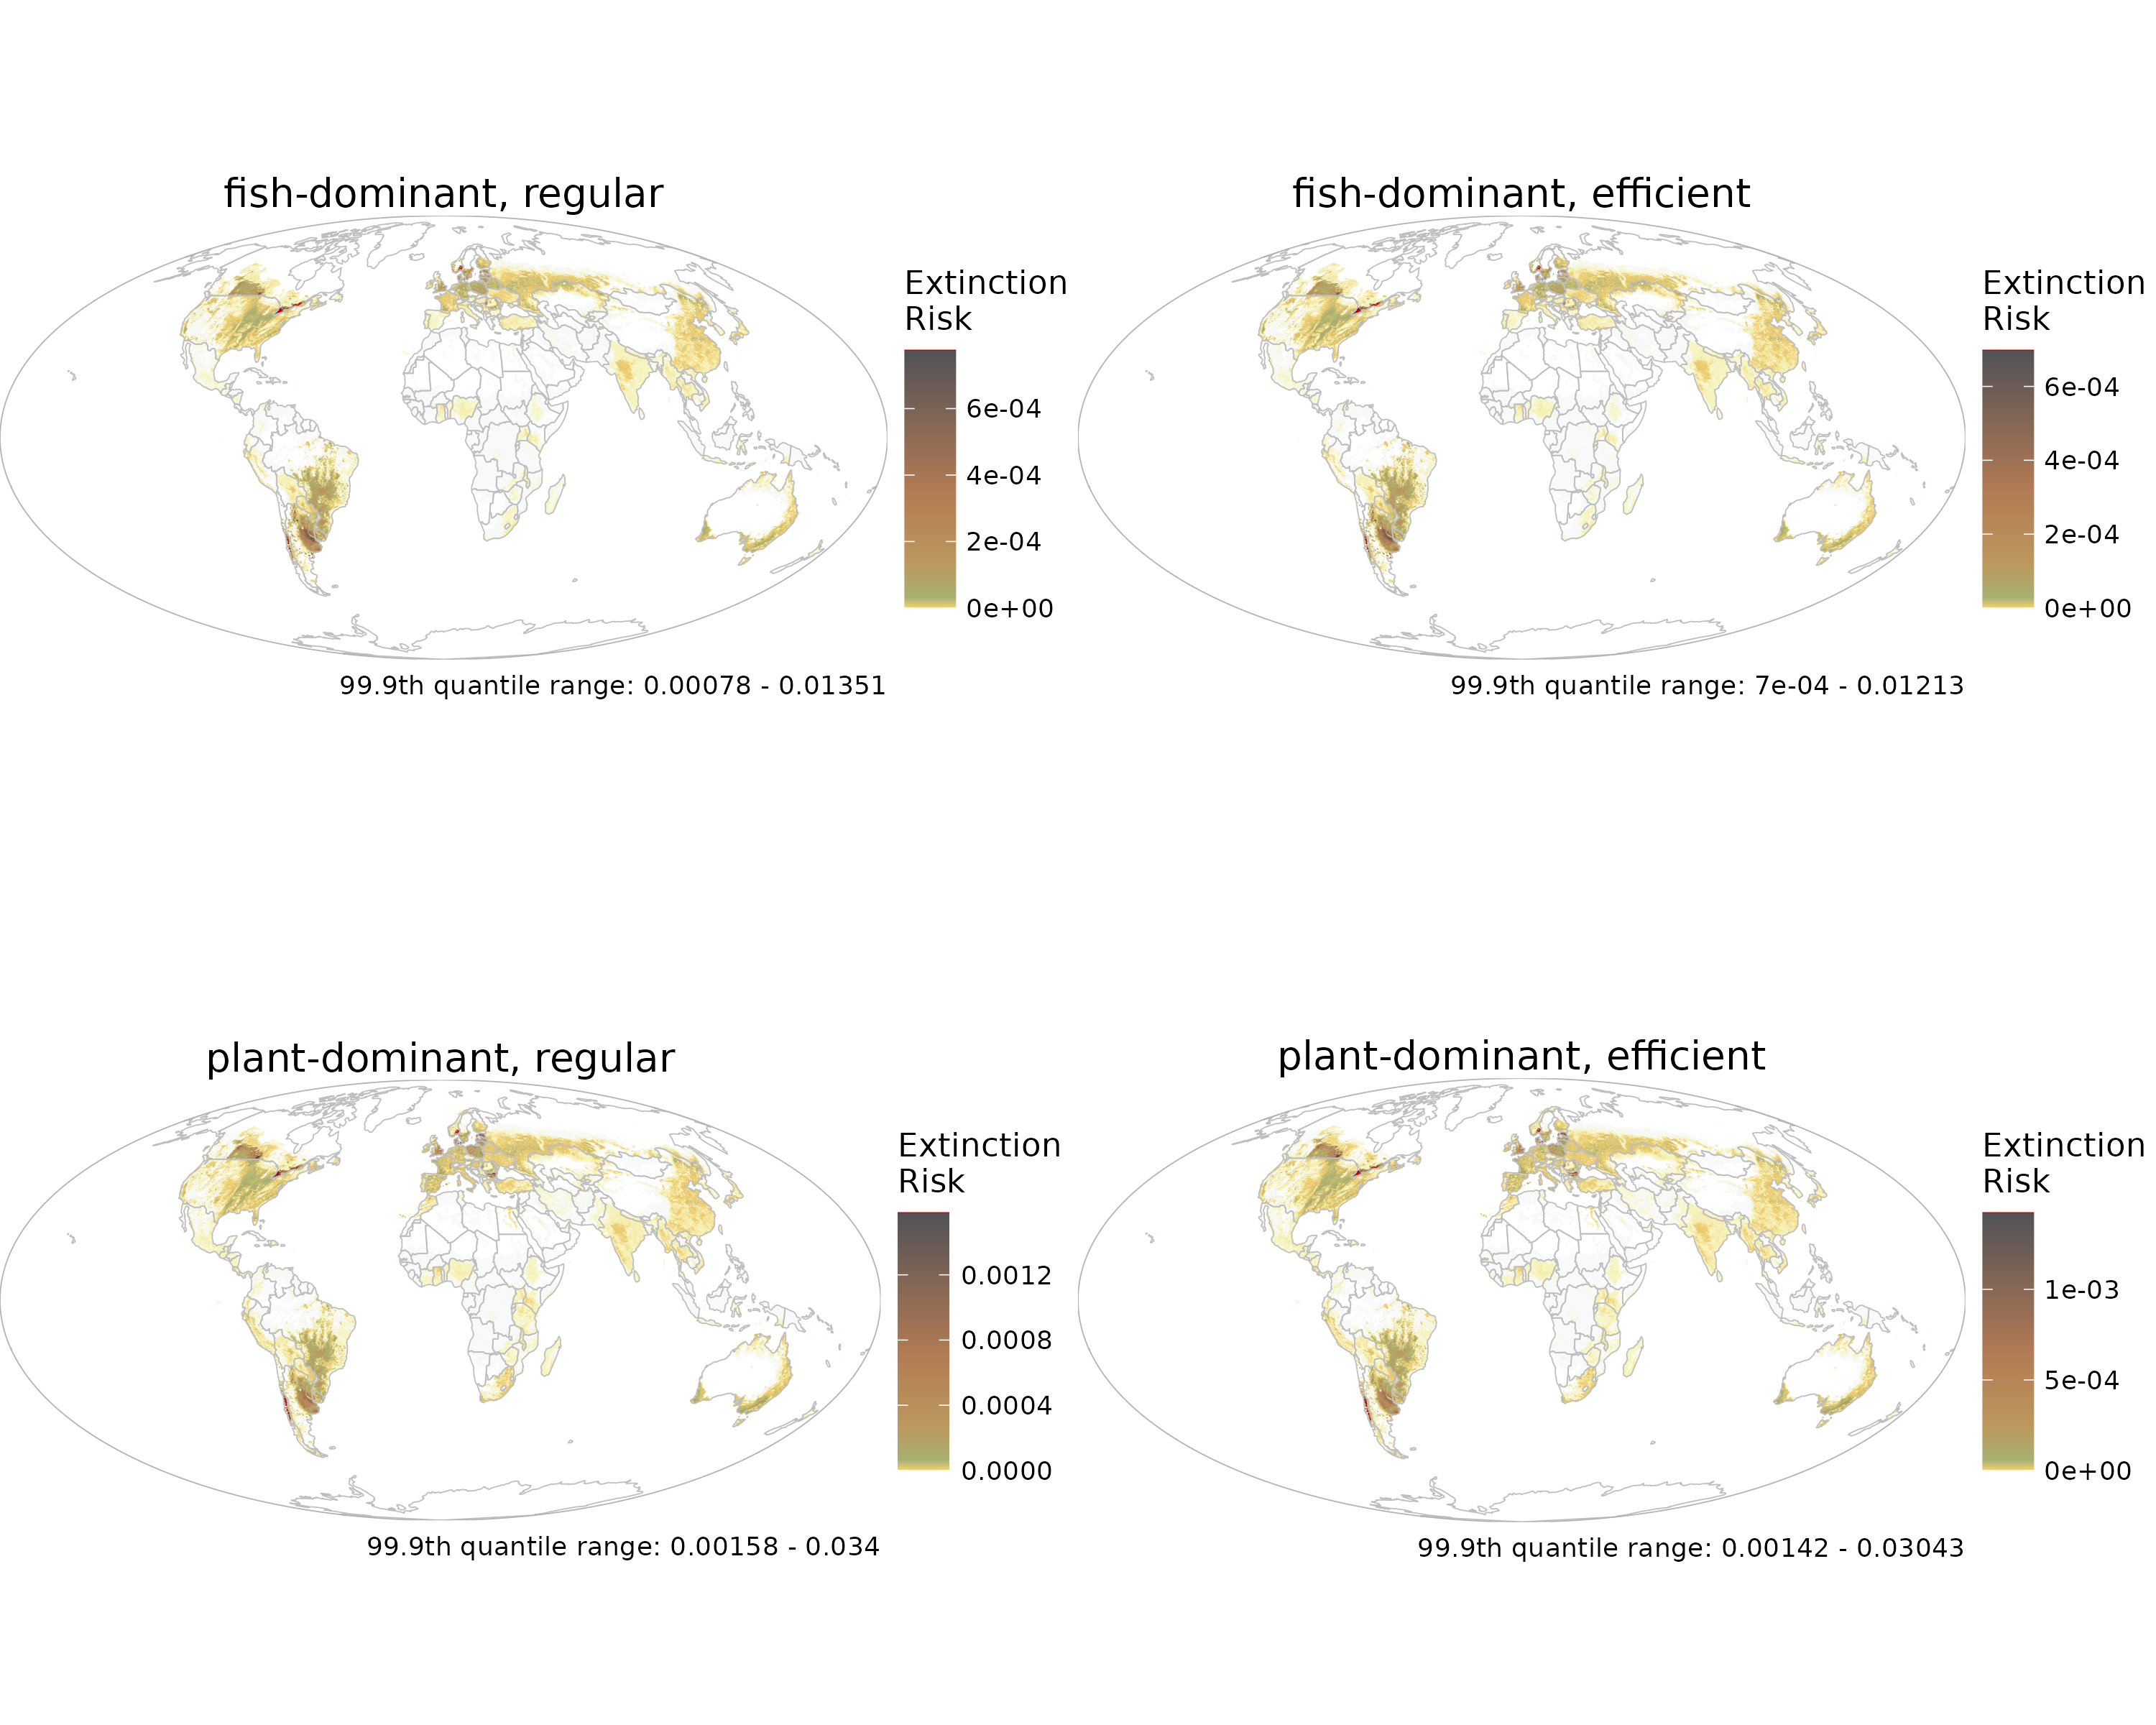 fish-dominant, regular
Extinction
Risk
6e-04
4e-04
2e-04
0e+00
99.9th quantile range: 0.00078 - 0.01351
fish-dominant, efficient
Extinction
Risk
6e-04
4e-04
2e-04
0e+00
99.9th quantile range: 7e-04 - 0.01213
plant-dominant, regular
Extinction
Risk
0.0012
0.0008
0.0004
0.0000
99.9th quantile range: 0.00158 - 0.034
plant-dominant, efficient
Extinction
Risk
1e-03
5e-04
0e+00
99.9th quantile range: 0.00142 - 0.03043